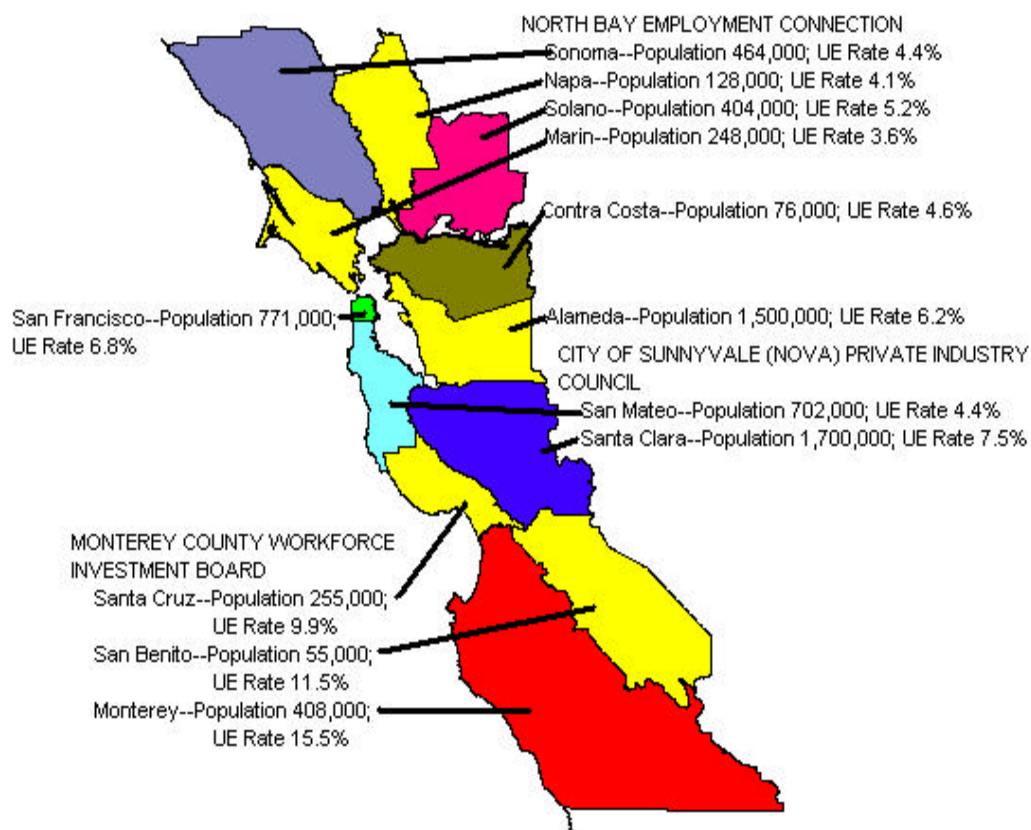 NORTH BAY EMPLOYMENT CONNECTION
Sonoma--Population 464,000; UE Rate 4.4%
Napa--Population 128,000; UE Rate 4.1%
Solano--Population 404,000; UE Rate 5.2%
Marin--Population 248,000; UE Rate 3.6%
Contra Costa--Population 76,000; UE Rate 4.6%
San Francisco--Population 771,000;
UE Rate 6.8%
Alameda--Population 1,500,000; UE Rate 6.2%
CITY OF SUNNYVALE (NOVA) PRIVATE INDUSTRY
COUNCIL
San Mateo--Population 702,000; UE Rate 4.4%
Santa Clara--Population 1,700,000; UE Rate 7.5%
MONTEREY COUNTY WORKFORCE
INVESTMENT BOARD
Santa Cruz--Population 255,000;
UE Rate 9.9%
San Benito--Population 55,000;
UE Rate 11.5%
Monterey--Population 408,000;
UE Rate 15.5%